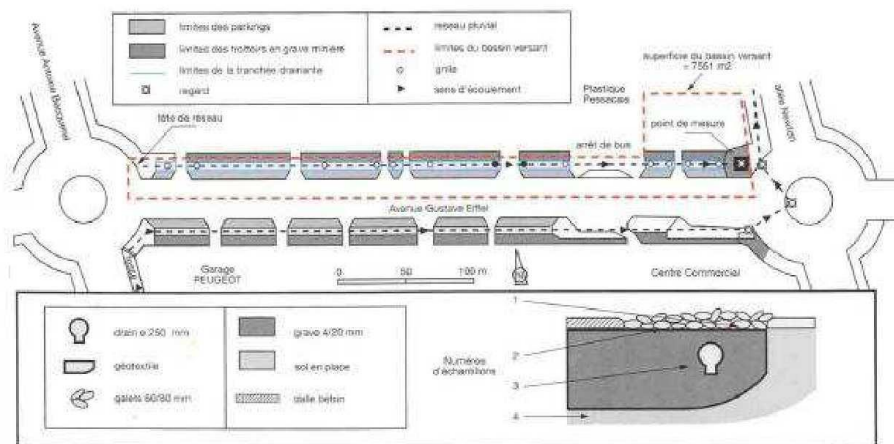 Avenue Antoine Becquerel
limites des parkings
limites des trottoirs en grave minière
limites de la tranchée drainante
regard
réseau pluvial
limites du bassin versant
grille
sens d'écoulement
superficie du bassin versant
= 7551 m2
Plastique
Pessacais
allée Newton
tête de réseau
point de mesure
arrêt de bus
Avenue Gustave Eiffel
Garage
PEUGEOT
0 50 100 m
Centre Commercial
drain ø 250 mm
géotextile
galets 60/80 mm
grave 4/20 mm
sol en place
dalle béton
Numéros
d'échantillons
1
2
3
4